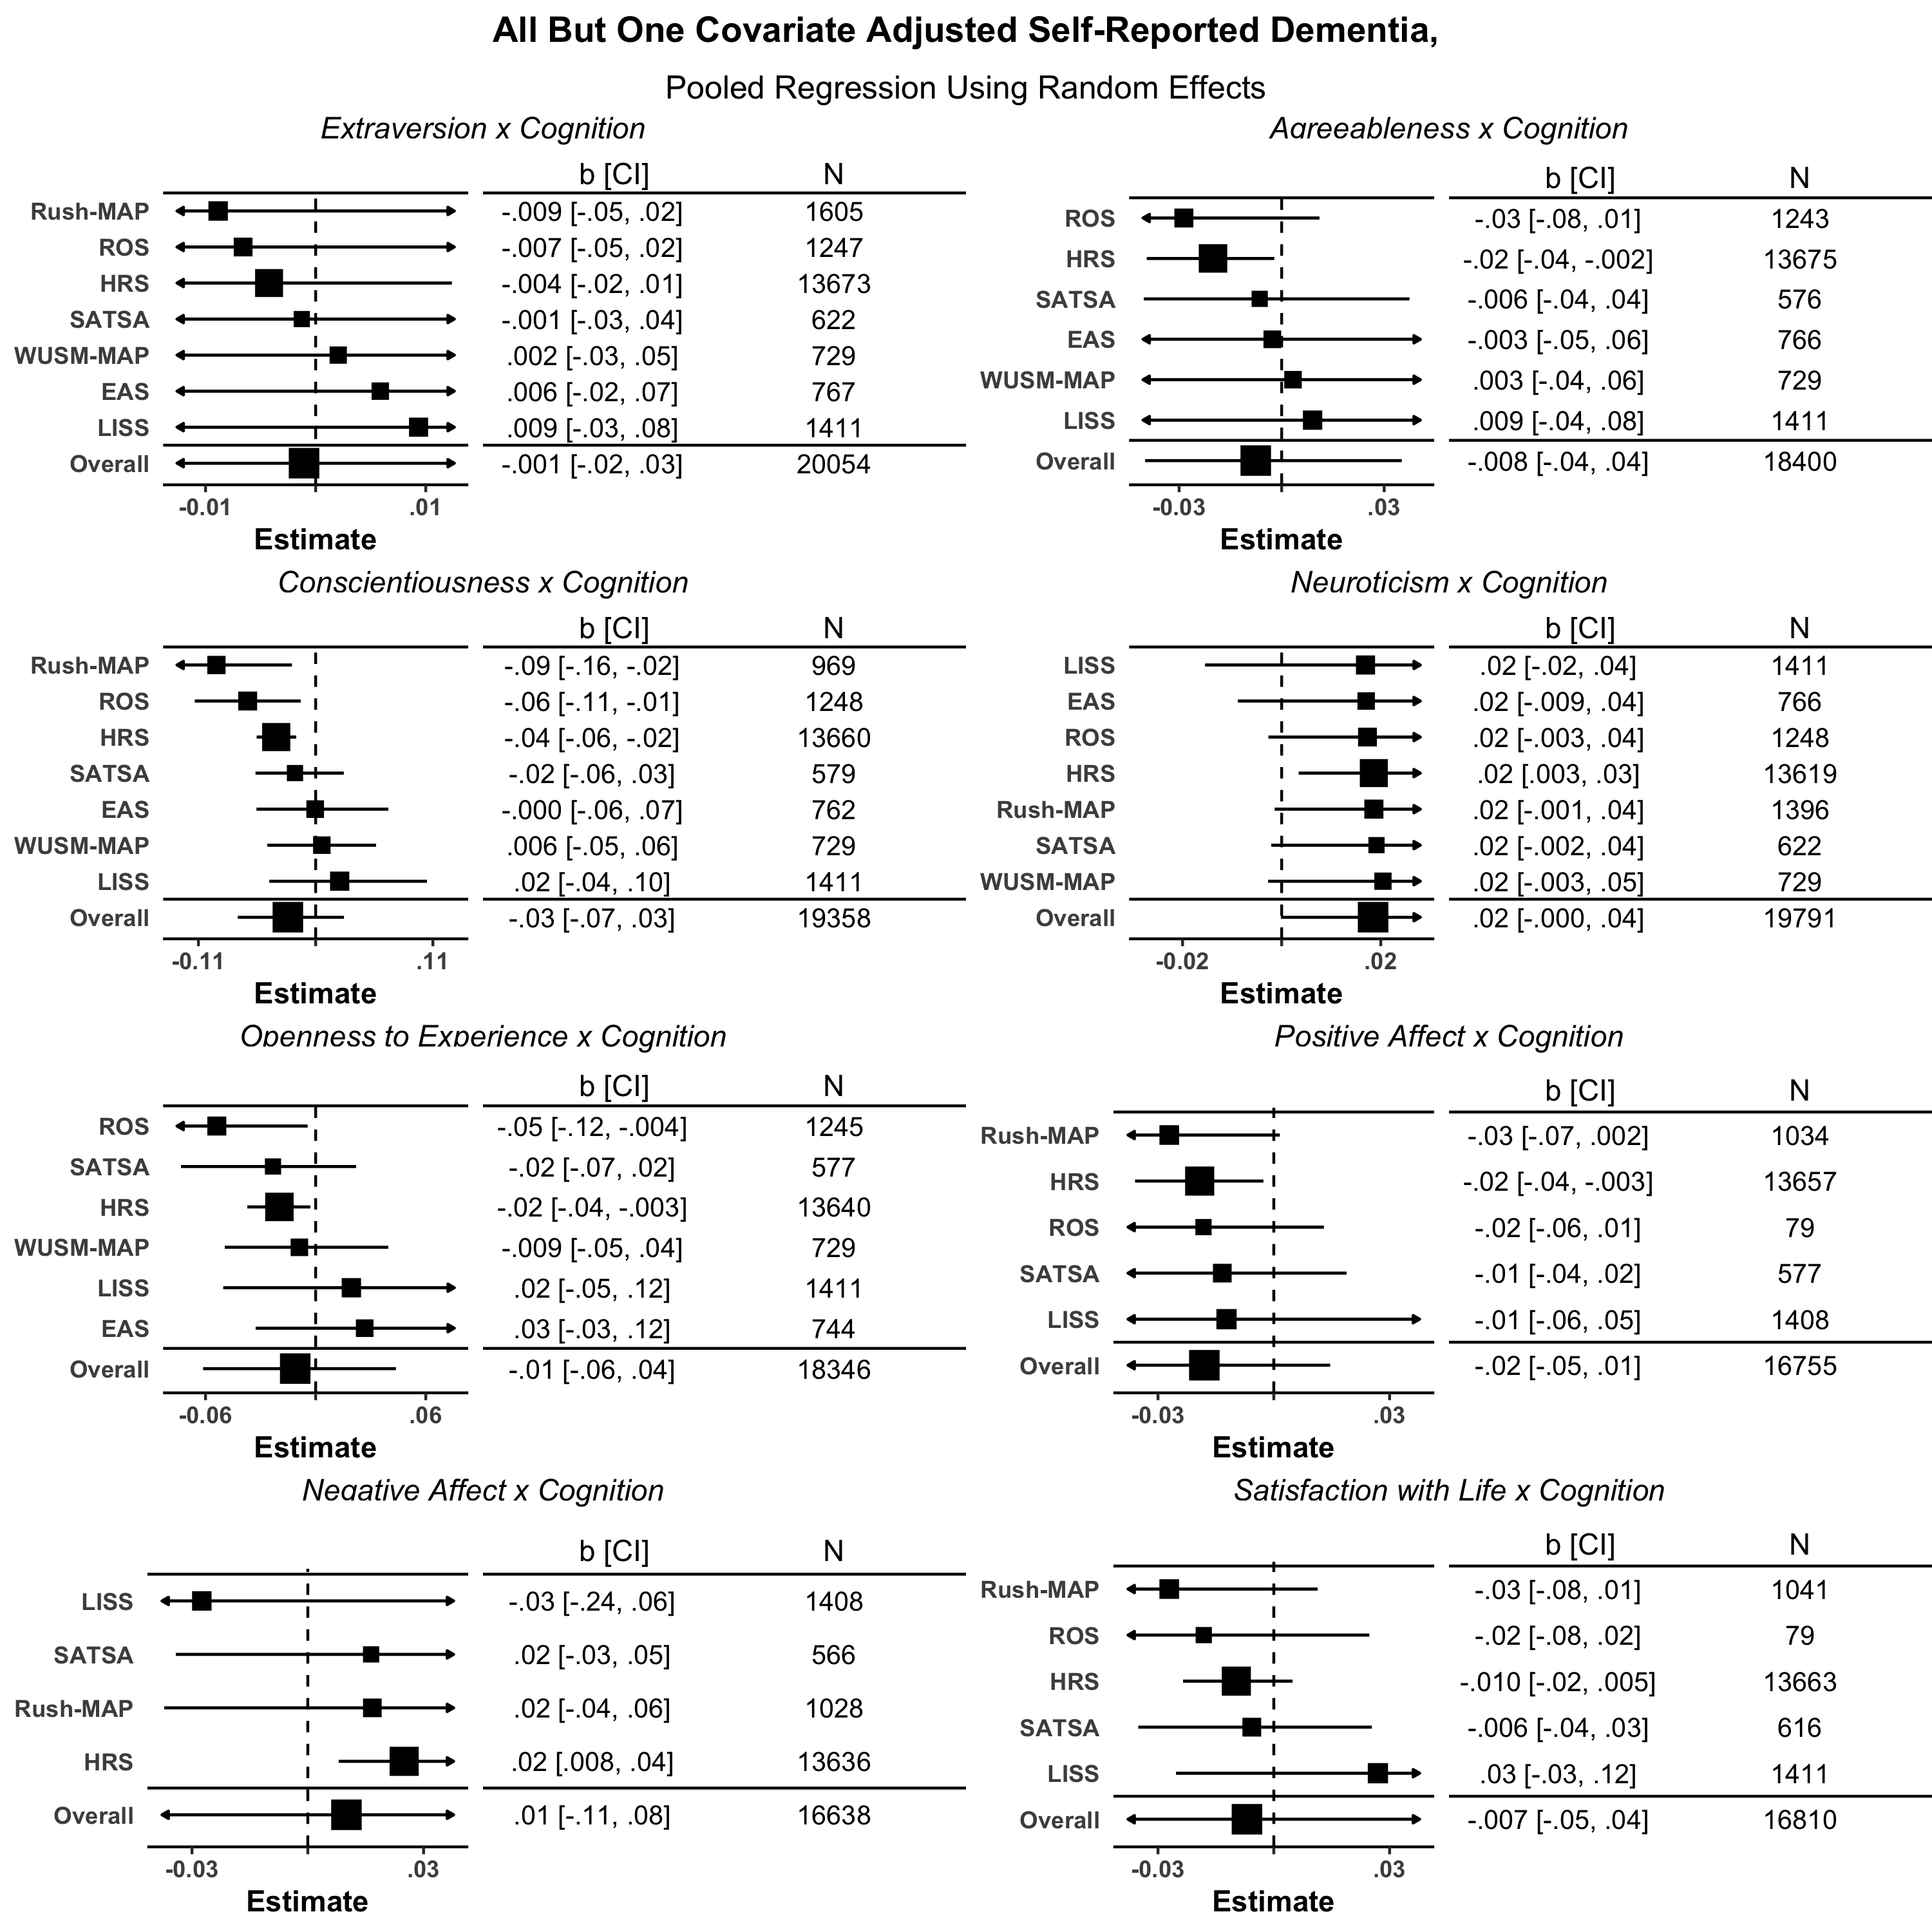 All But One Covariate Adjusted Self-Reported Dementia,
Pooled Regression Using Random Effects
Extraversion x Cognition
b [CI] N
Rush-MAP -.009 [-.05, .02] 1605
ROS -.007 [-.05, .02] 1247
HRS -.004 [-.02, .01] 13673
SATSA -.001 [-.03, .04] 622
WUSM-MAP .002 [-.03, .05] 729
EAS .006 [-.02, .07] 767
LISS .009 [-.03, .08] 1411
Overall -.001 [-.02, .03] 20054
-0.01 .01
Estimate
Agreeableness x Cognition
b [CI] N
ROS -.03 [-.08, .01] 1243
HRS -.02 [-.04, -.002] 13675
SATSA -.006 [-.04, .04] 576
EAS -.003 [-.05, .06] 766
WUSM-MAP .003 [-.04, .06] 729
LISS .009 [-.04, .08] 1411
Overall -.008 [-.04, .04] 18400
-0.03 .03
Estimate
Conscientiousness x Cognition
b [CI] N
Rush-MAP -.09 [-.16, -.02] 969
ROS -.06 [-.11, -.01] 1248
HRS -.04 [-.06, -.02] 13660
SATSA -.02 [-.06, .03] 579
EAS -.000 [-.06, .07] 762
WUSM-MAP .006 [-.05, .06] 729
LISS .02 [-.04, .10] 1411
Overall -.03 [-.07, .03] 19358
-0.11 .11
Estimate
Neuroticism x Cognition
b [CI] N
LISS .02 [-.02, .04] 1411
EAS .02 [-.009, .04] 766
ROS .02 [-.003, .04] 1248
HRS .02 [.003, .03] 13619
Rush-MAP .02 [-.001, .04] 1396
SATSA .02 [-.002, .04] 622
WUSM-MAP .02 [-.003, .05] 729
Overall .02 [-.000, .04] 19791
-0.02 .02
Estimate
Openness to Experience x Cognition
b [CI] N
ROS -.05 [-.12, -.004] 1245
SATSA -.02 [-.07, .02] 577
HRS -.02 [-.04, -.003] 13640
WUSM-MAP -.009 [-.05, .04] 729
LISS .02 [-.05, .12] 1411
EAS .03 [-.03, .12] 744
Overall -.01 [-.06, .04] 18346
-0.06 .06
Estimate
Positive Affect x Cognition
b [CI] N
Rush-MAP -.03 [-.07, .002] 1034
HRS -.02 [-.04, -.003] 13657
ROS -.02 [-.06, .01] 79
SATSA -.01 [-.04, .02] 577
LISS -.01 [-.06, .05] 1408
Overall -.02 [-.05, .01] 16755
-0.03 .03
Estimate
Negative Affect x Cognition
b [CI] N
LISS -.03 [-.24, .06] 1408
SATSA .02 [-.03, .05] 566
Rush-MAP .02 [-.04, .06] 1028
HRS .02 [.008, .04] 13636
Overall .01 [-.11, .08] 16638
-0.03 .03
Estimate
Satisfaction with Life x Cognition
b [CI] N
Rush-MAP -.03 [-.08, .01] 1041
ROS -.02 [-.08, .02] 79
HRS -.010 [-.02, .005] 13663
SATSA -.006 [-.04, .03] 616
LISS .03 [-.03, .12] 1411
Overall -.007 [-.05, .04] 16810
-0.03 .03
Estimate